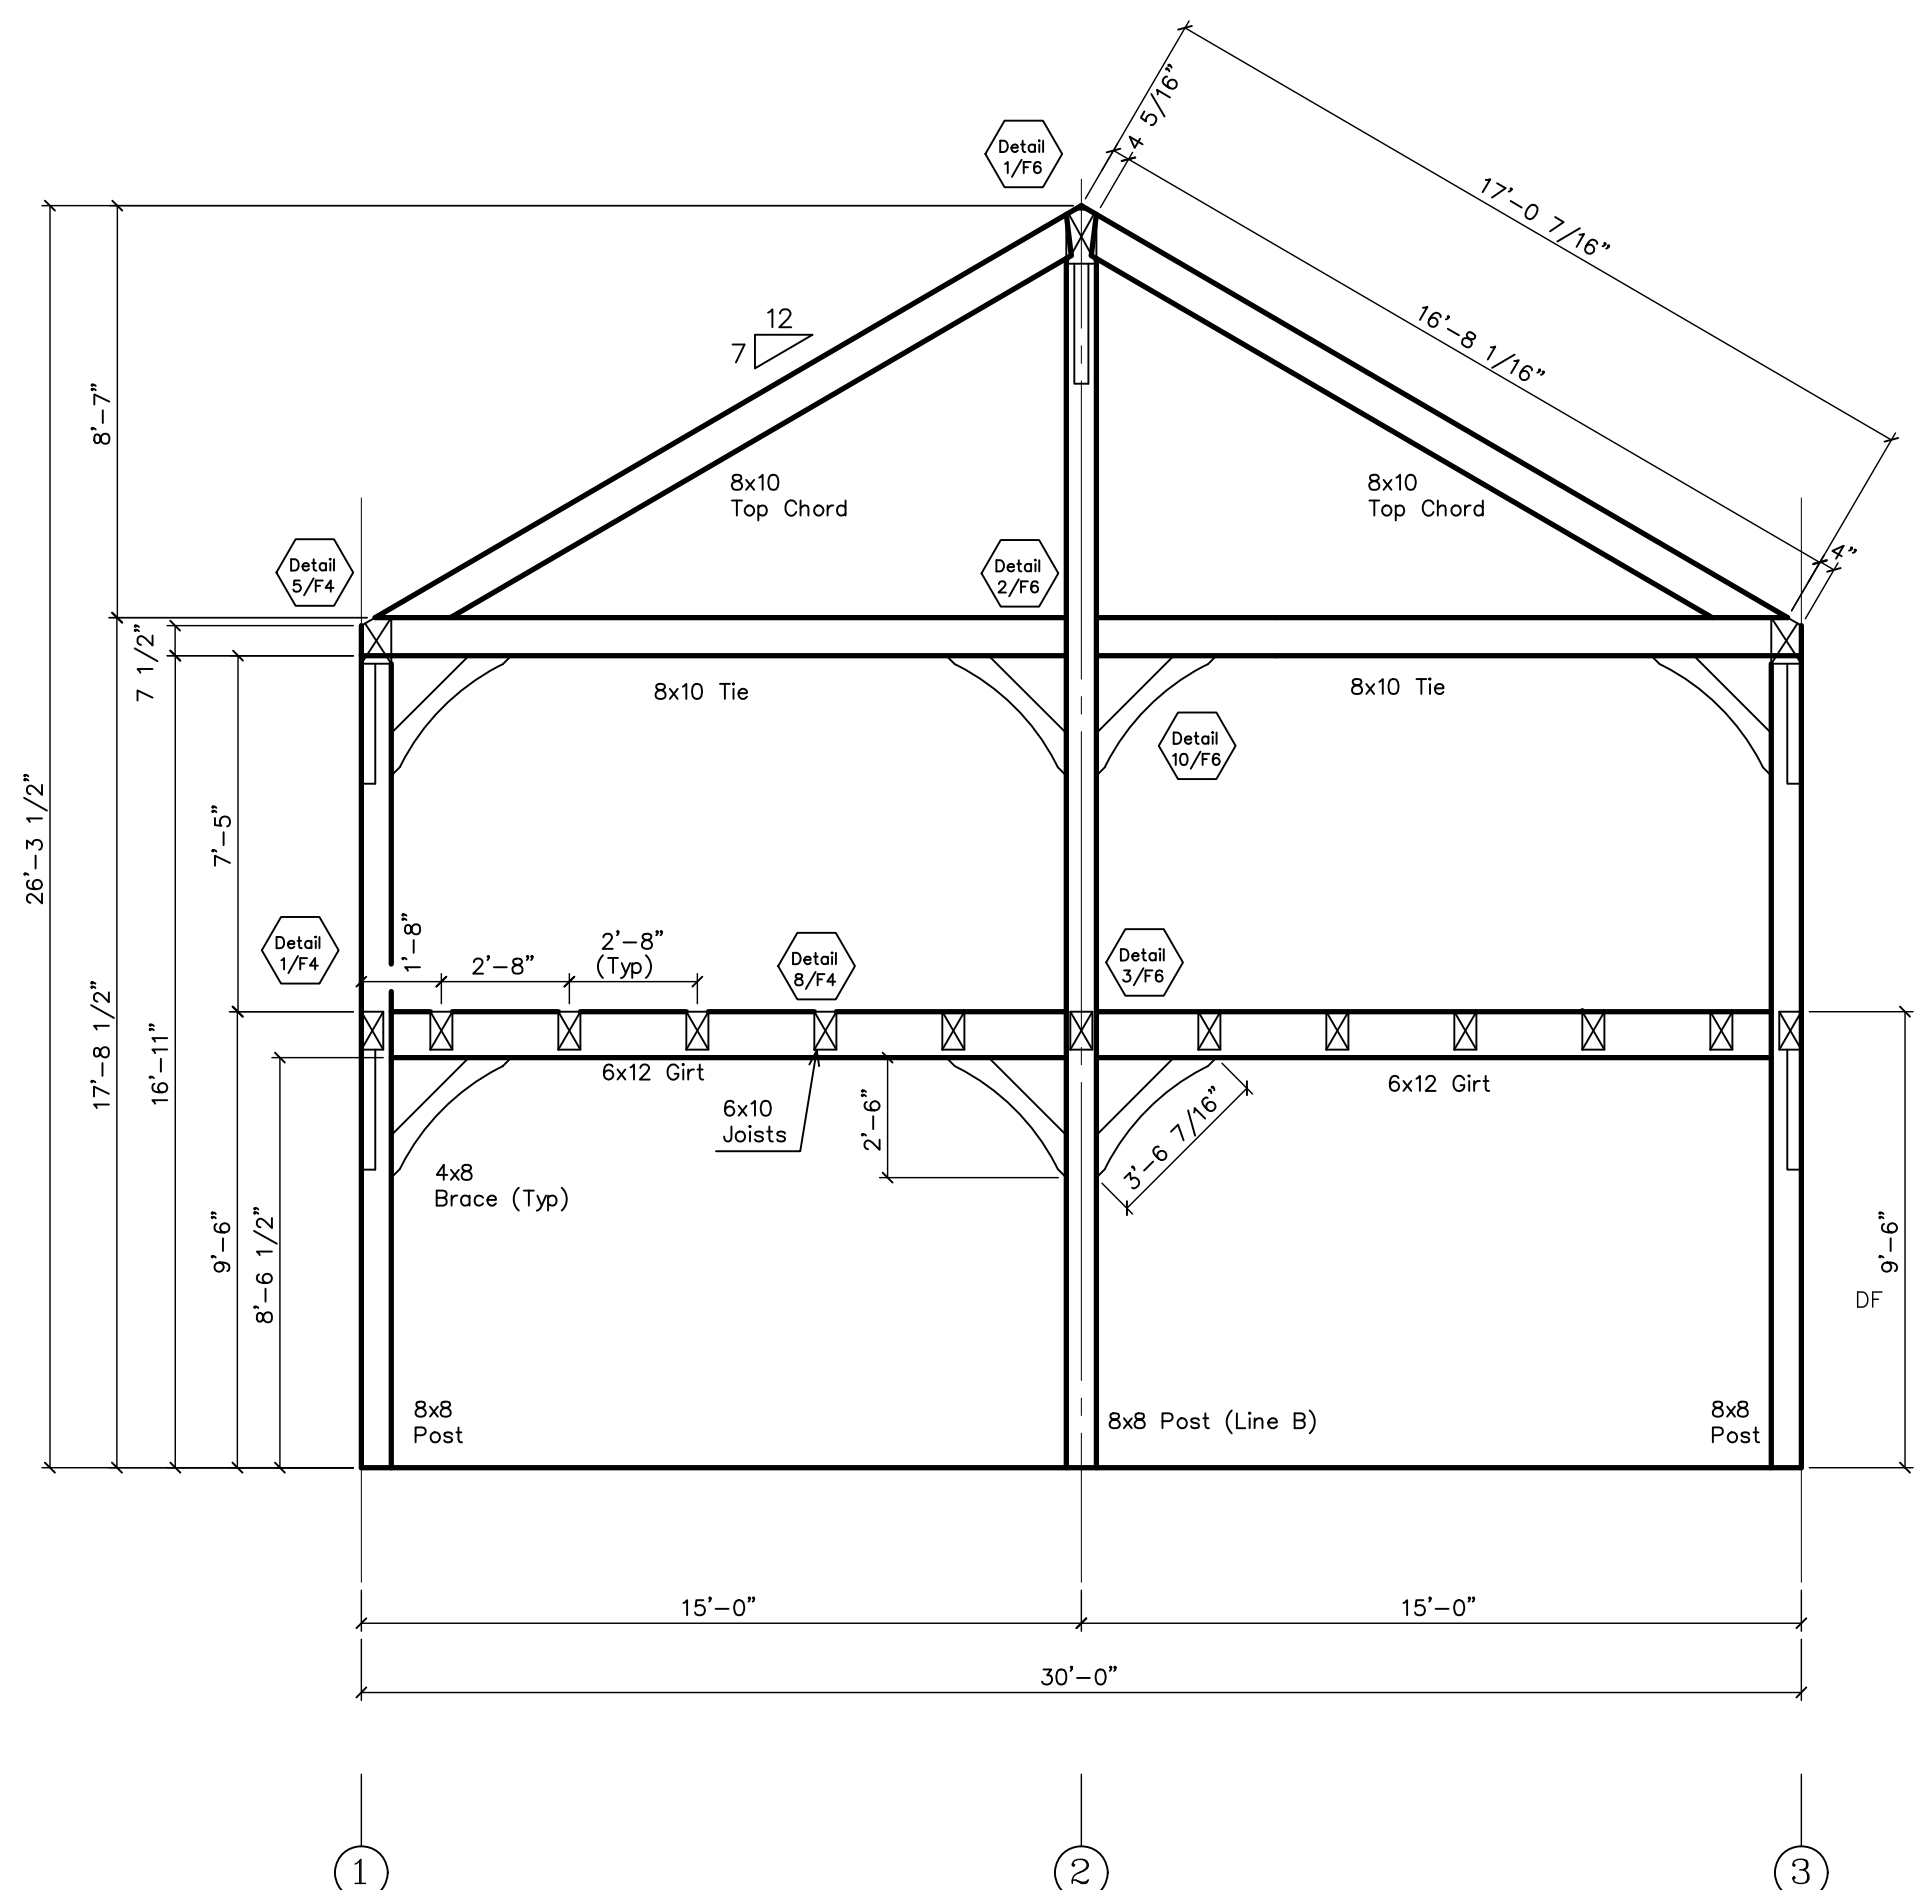 4 5/16"
Detail
1/F6
17'-0 7/16"
12
7
16'-8 1/16"
8'-7"
8x10
Top Chord
8x10
Top Chord
4"
Detail
5/F4
Detail
2/F6
7 1/2"
8x10 Tie
8x10 Tie
Detail
10/F6
26'-3 1/2"
7'-5"
Detail
1/F4
1'-8"
2'-8"
2'-8"
(Typ)
Detail
8/F4
Detail
3/F6
17'-8 1/2"
16'-11"
6x12 Girt
6x12 Girt
6x10
Joists
2'-6"
3'-6 7/16"
4x8
Brace (Typ)
9'-6"
8'-6 1/2"
9'-6"
DF
8x8
Post
8x8 Post (Line B)
8x8
Post
15'-0"
15'-0"
30'-0"
1
2
3